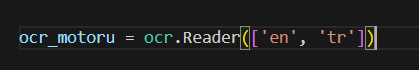 ocr_motoru = ocr.Reader(['en', 'tr'])